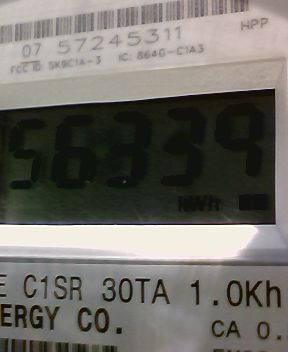 07 57245311 HPP
FCC ID: SK9C1A-3 IC: 864G-C1A3
56339
kWh
E C1SR 30TA 1.0Kh
ERGY CO. CA 0.